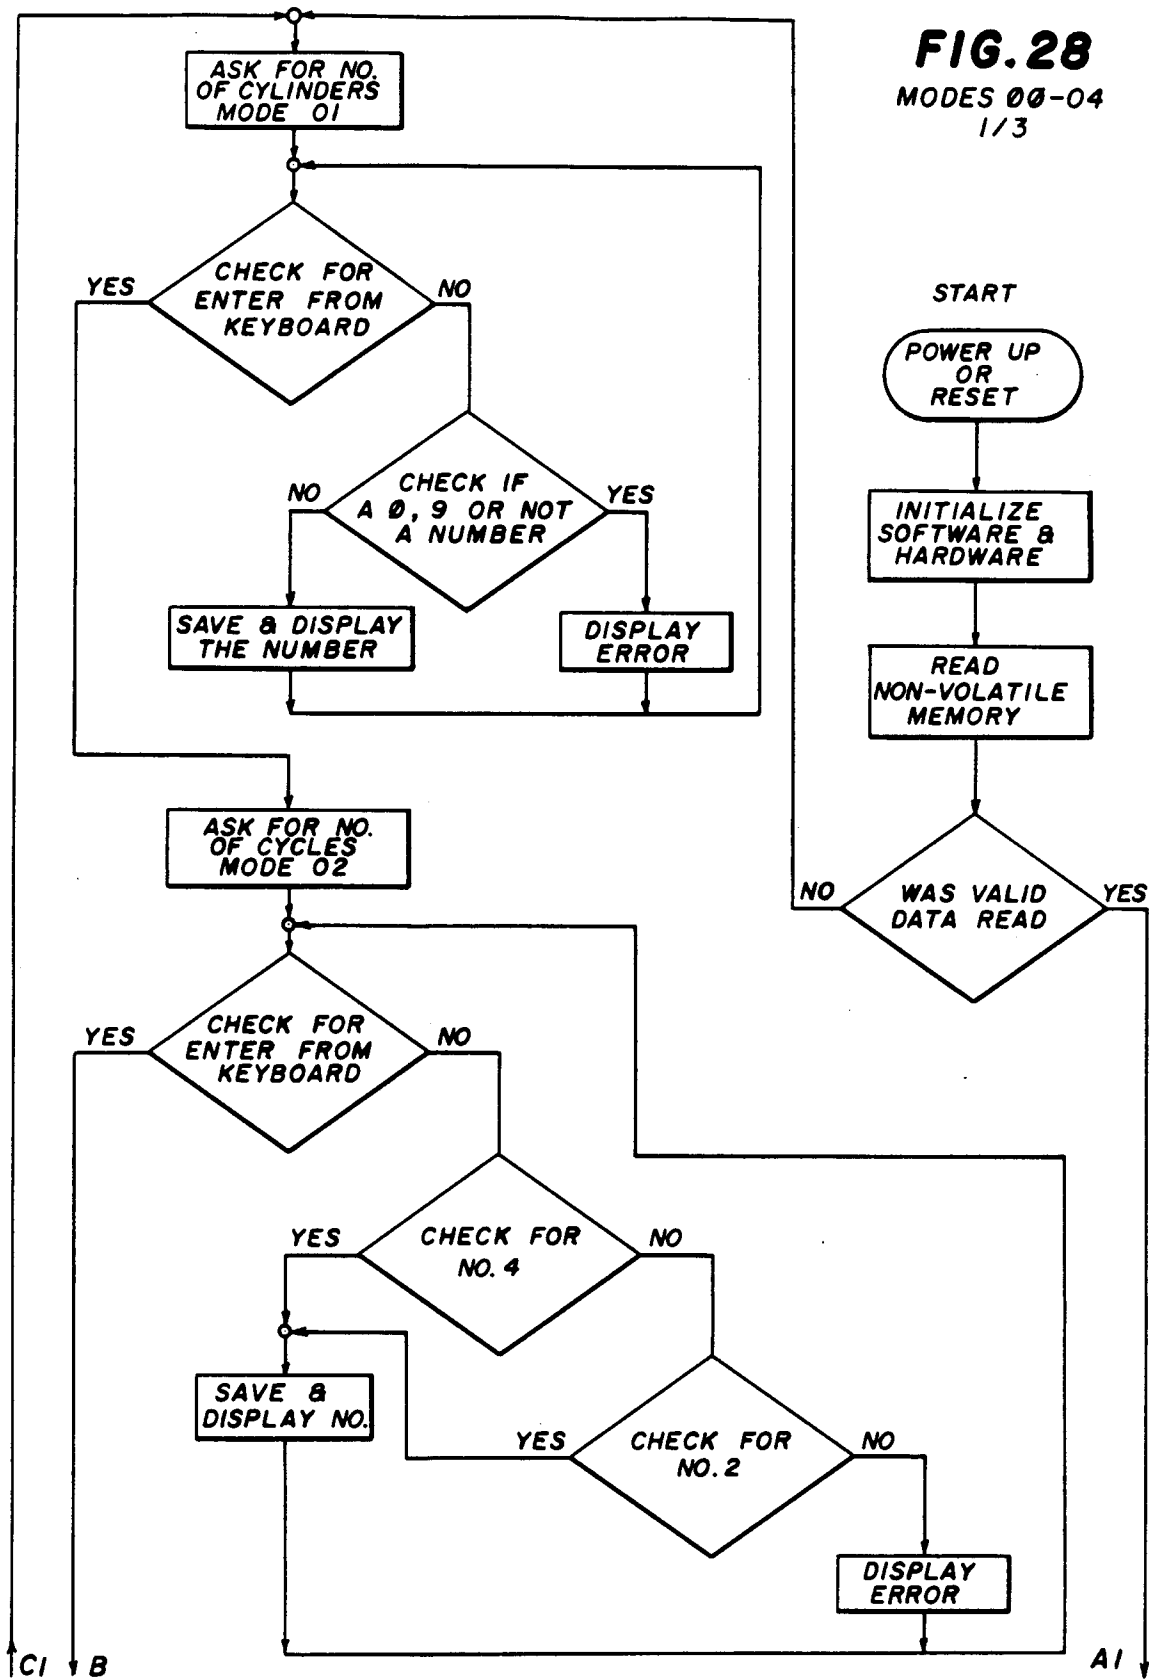 FIG.28
MODES 00-04
1/3
ASK FOR NO.
OF CYLINDERS
MODE 01
CHECK FOR
ENTER FROM
KEYBOARD
YES
NO
CHECK IF
A 0, 9 OR NOT
A NUMBER
NO
YES
SAVE & DISPLAY
THE NUMBER
DISPLAY
ERROR
START
POWER UP
OR
RESET
INITIALIZE
SOFTWARE &
HARDWARE
READ
NON-VOLATILE
MEMORY
WAS VALID
DATA READ
NO
YES
ASK FOR NO.
OF CYCLES
MODE 02
CHECK FOR
ENTER FROM
KEYBOARD
YES
NO
CHECK FOR
NO. 4
YES
NO
SAVE &
DISPLAY NO.
CHECK FOR
NO. 2
YES
NO
DISPLAY
ERROR
C1
B
A1